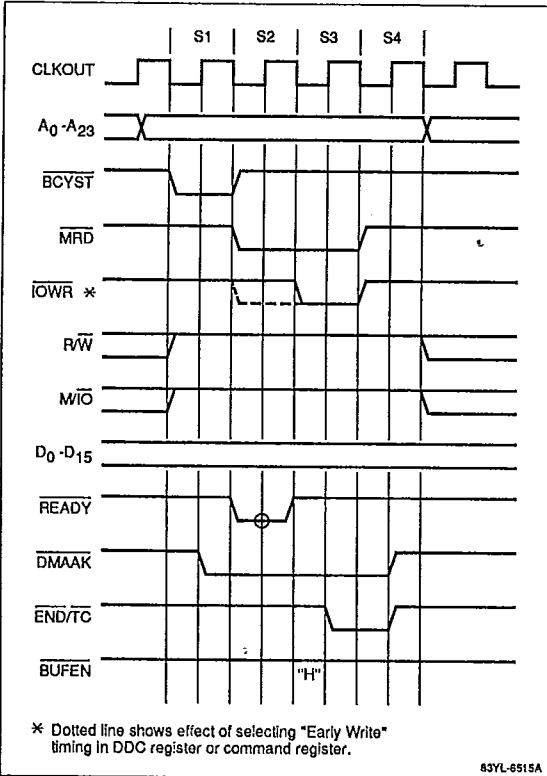 S1 S2 S3 S4
CLKOUT
A0 -A23
BCYST
MRD
IOWR *
R/W
M/IO
D0 -D15
READY
DMAAK
END/TC
BUFEN
"H"
* Dotted line shows effect of selecting "Early Write"
timing in DDC register or command register.
83YL-6515A